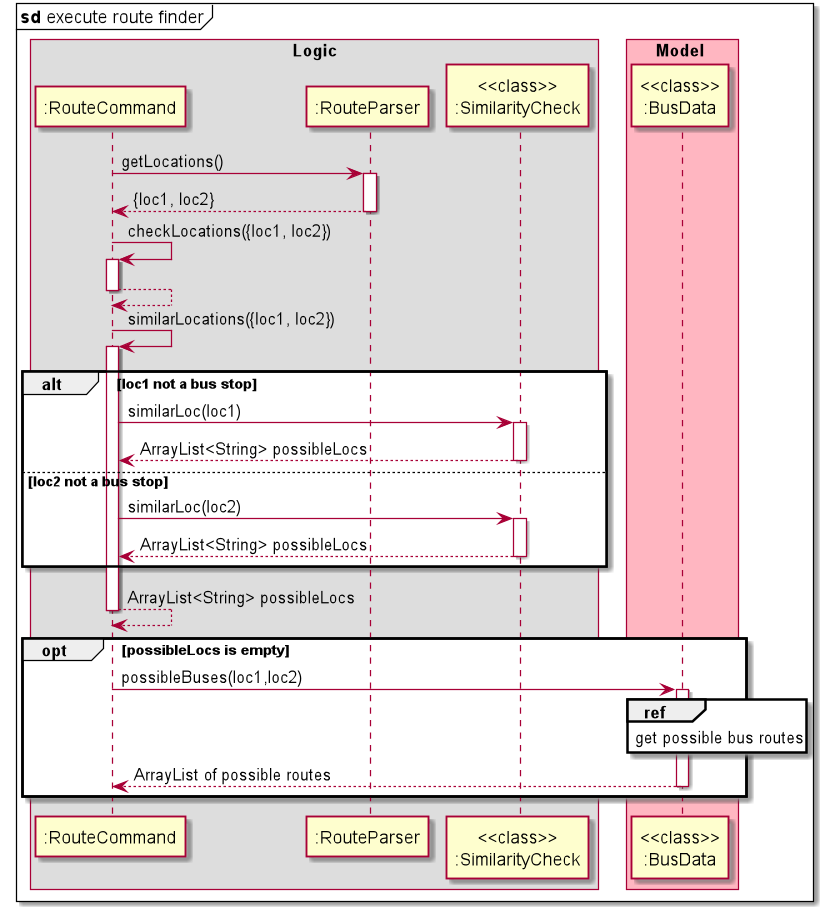 sd execute route finder
Logic
Model
:RouteCommand
:RouteParser
<<class>>
:SimilarityCheck
<<class>>
:BusData
getLocations()
{loc1, loc2}
checkLocations({loc1, loc2})
similarLocations({loc1, loc2})
alt [loc1 not a bus stop]
similarLoc(loc1)
ArrayList<String> possibleLocs
[loc2 not a bus stop]
similarLoc(loc2)
ArrayList<String> possibleLocs
ArrayList<String> possibleLocs
opt [possibleLocs is empty]
possibleBuses(loc1,loc2)
ref
get possible bus routes
ArrayList of possible routes
:RouteCommand
:RouteParser
<<class>>
:SimilarityCheck
<<class>>
:BusData